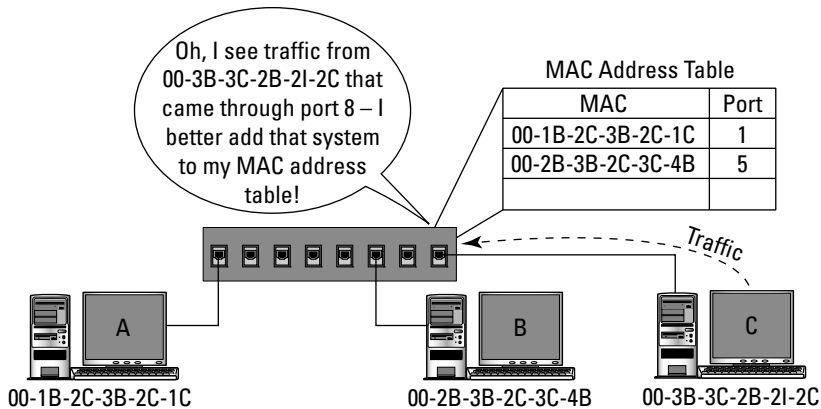 Oh, I see traffic from
00-3B-3C-2B-2I-2C that
came through port 8 – I
better add that system
to my MAC address
table!
MAC Address Table
MAC Port
00-1B-2C-3B-2C-1C 1
00-2B-3B-2C-3C-4B 5
Traffic
A
B
C
00-1B-2C-3B-2C-1C
00-2B-3B-2C-3C-4B
00-3B-3C-2B-2I-2C